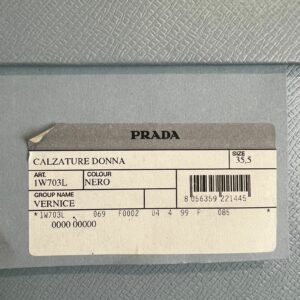 PRADA
CALZATURE DONNA
SIZE
35,5
ART.
COLOUR
1W703L
NERO
GROUP NAME
VERNICE
8 056359 221445
*1W703L 069 F0002 04 4 99 F 085 *
0000 00000